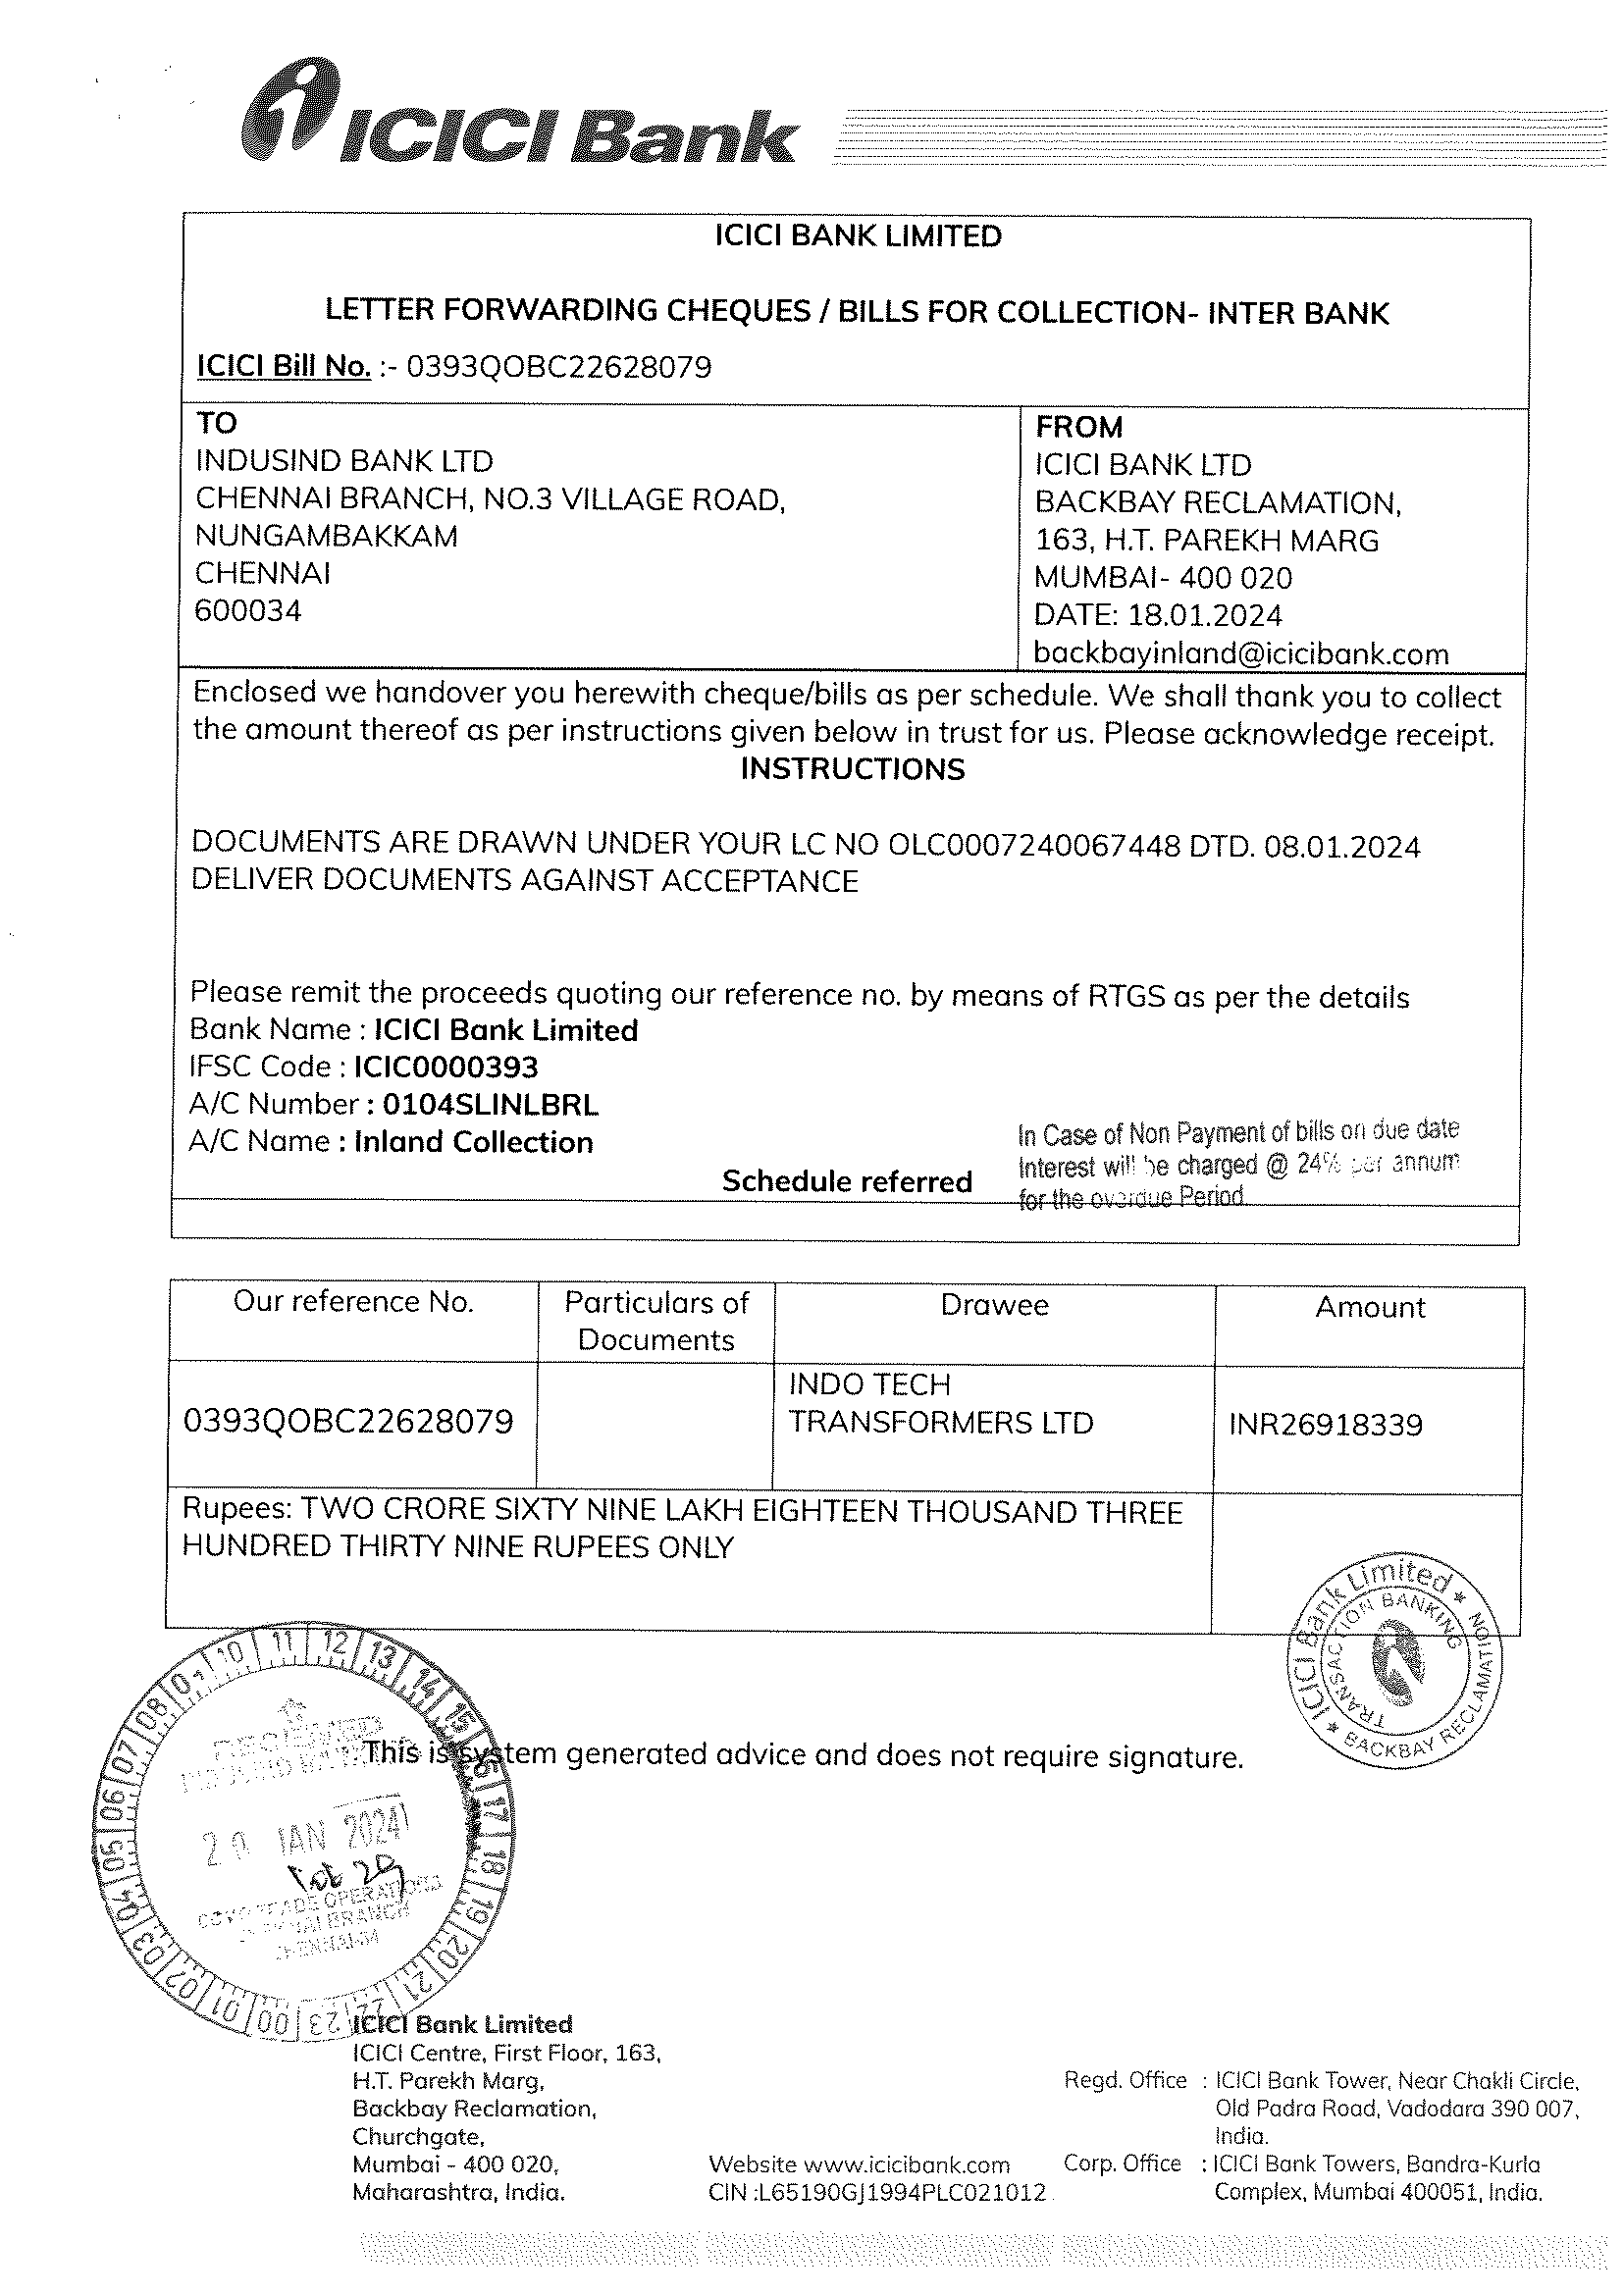 ICICI Bank
ICICI BANK LIMITED
LETTER FORWARDING CHEQUES / BILLS FOR COLLECTION- INTER BANK
ICICI Bill No. :- 0393QOBC22628079
TO
INDUSIND BANK LTD
CHENNAI BRANCH, NO.3 VILLAGE ROAD,
NUNGAMBAKKAM
CHENNAI
600034
FROM
ICICI BANK LTD
BACKBAY RECLAMATION,
163, H.T. PAREKH MARG
MUMBAI- 400 020
DATE: 18.01.2024
backbayinland@icicibank.com
Enclosed we handover you herewith cheque/bills as per schedule. We shall thank you to collect
the amount thereof as per instructions given below in trust for us. Please acknowledge receipt.
INSTRUCTIONS
DOCUMENTS ARE DRAWN UNDER YOUR LC NO OLC0007240067448 DTD. 08.01.2024
DELIVER DOCUMENTS AGAINST ACCEPTANCE
Please remit the proceeds quoting our reference no. by means of RTGS as per the details
Bank Name : ICICI Bank Limited
IFSC Code : ICIC0000393
A/C Number : 0104SLINLBRL
A/C Name : Inland Collection
In Case of Non Payment of bills on due date
Interest will be charged @ 24% per annum
for the overdue Period
Schedule referred
Our reference No.
Particulars of
Documents
Drawee
Amount
0393QOBC22628079
INDO TECH
TRANSFORMERS LTD
INR26918339
Rupees: TWO CRORE SIXTY NINE LAKH EIGHTEEN THOUSAND THREE
HUNDRED THIRTY NINE RUPEES ONLY
ICICI Bank Limited
TRANSACTION BANKING
BACKBAY RECLAMATION
This is system generated advice and does not require signature.
00 01 02 03 04 05 06 07 08 09 10 11 12 13 14 15 16 17 18 19 20 21 22 23
RECEIVED
JAN 2024
TRADE OPERATIONS
CHENNAI BRANCH
CHENNAI-34
ICICI Bank Limited
ICICI Centre, First Floor, 163,
H.T. Parekh Marg,
Backbay Reclamation,
Churchgate,
Mumbai - 400 020,
Maharashtra, India.
Website www.icicibank.com
CIN :L65190GJ1994PLC021012
Regd. Office : ICICI Bank Tower, Near Chakli Circle,
Old Padra Road, Vadodara 390 007,
India.
Corp. Office : ICICI Bank Towers, Bandra-Kurla
Complex, Mumbai 400051, India.